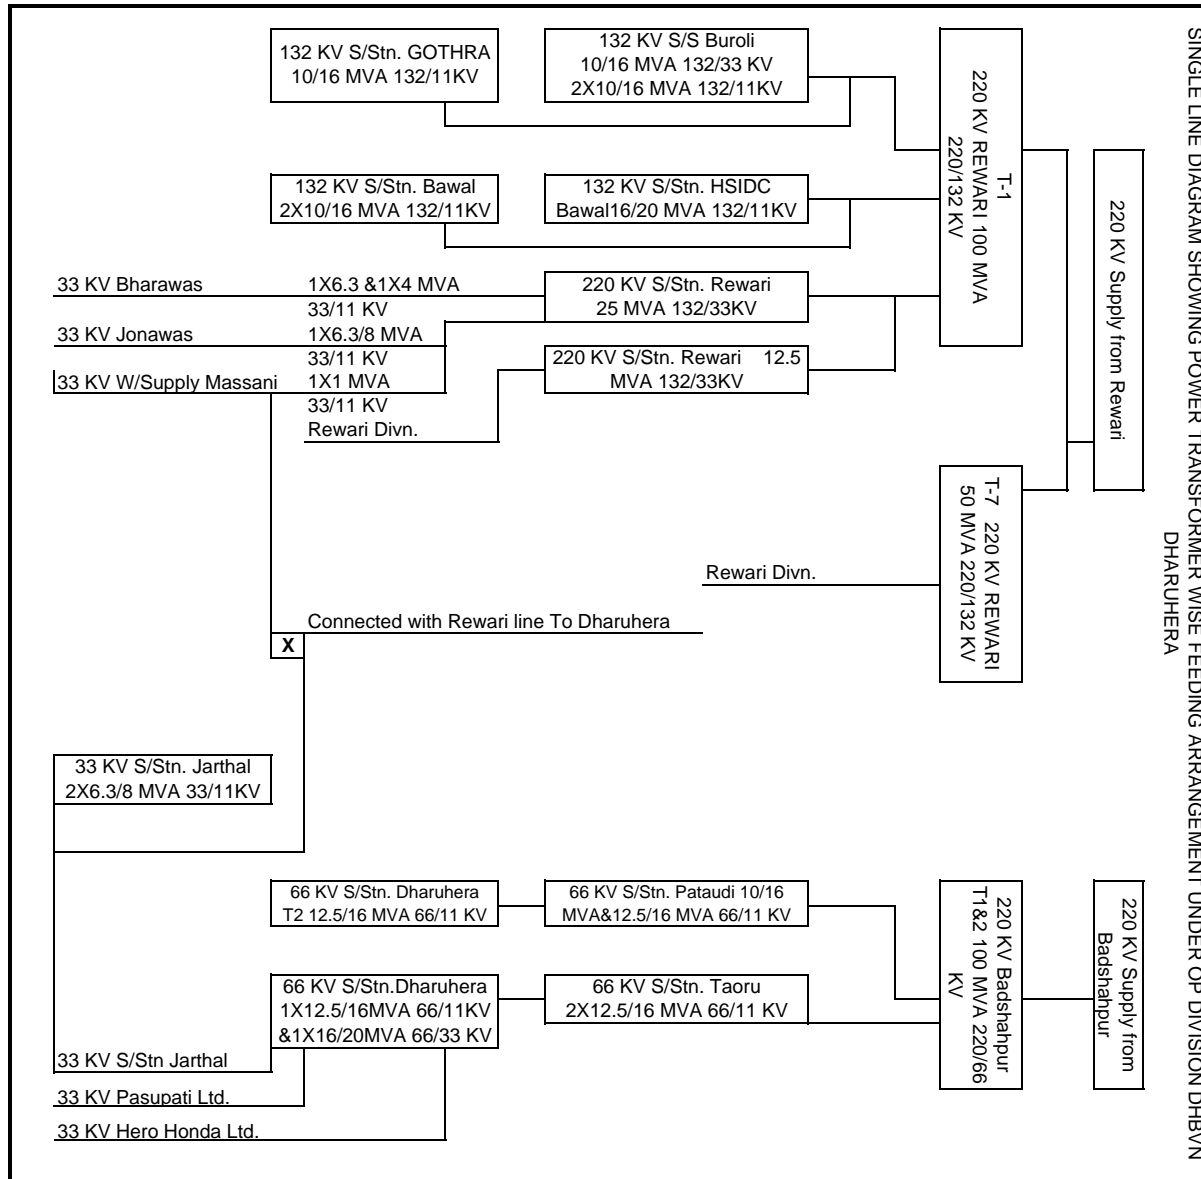 SINGLE LINE DIAGRAM SHOWING POWER TRANSFORMER WISE FEEDING ARRANGEMENT UNDER OP DIVISION DHBVN
DHARUHERA
132 KV S/Stn. GOTHRA
10/16 MVA 132/11KV
132 KV S/S Buroli
10/16 MVA 132/33 KV
2X10/16 MVA 132/11KV
T-1
220 KV REWARI 100 MVA
220/132 KV
220 KV Supply from Rewari
132 KV S/Stn. Bawal
2X10/16 MVA 132/11KV
132 KV S/Stn. HSIDC
Bawal16/20 MVA 132/11KV
33 KV Bharawas
1X6.3 &1X4 MVA
33/11 KV
33 KV Jonawas
1X6.3/8 MVA
33/11 KV
33 KV W/Supply Massani
1X1 MVA
33/11 KV
Rewari Divn.
220 KV S/Stn. Rewari
25 MVA 132/33KV
220 KV S/Stn. Rewari 12.5
MVA 132/33KV
T-7 220 KV REWARI
50 MVA 220/132 KV
Rewari Divn.
Connected with Rewari line To Dharuhera
X
33 KV S/Stn. Jarthal
2X6.3/8 MVA 33/11KV
66 KV S/Stn. Dharuhera
T2 12.5/16 MVA 66/11 KV
66 KV S/Stn. Pataudi 10/16
MVA&12.5/16 MVA 66/11 KV
220 KV Badshahpur
T1&2 100 MVA 220/66
KV
220 KV Supply from
Badshahpur
66 KV S/Stn.Dharuhera
1X12.5/16MVA 66/11KV
&1X16/20MVA 66/33 KV
66 KV S/Stn. Taoru
2X12.5/16 MVA 66/11 KV
33 KV S/Stn Jarthal
33 KV Pasupati Ltd.
33 KV Hero Honda Ltd.